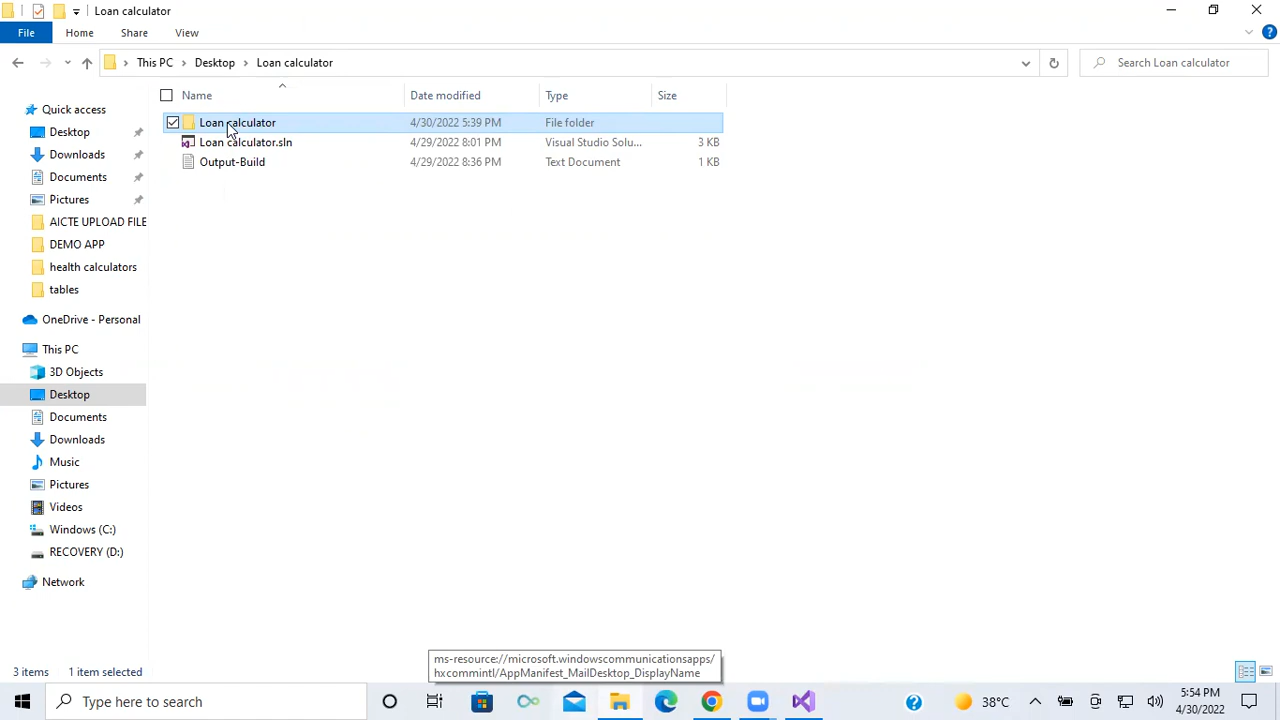 Loan calculator
File
Home
Share
View
This PC
Desktop
Loan calculator
Search Loan calculator
Name
Date modified
Type
Size
Loan calculator
4/30/2022 5:39 PM
File folder
Loan calculator.sln
4/29/2022 8:01 PM
Visual Studio Solu...
3 KB
Output-Build
4/29/2022 8:36 PM
Text Document
1 KB
Quick access
Desktop
Downloads
Documents
Pictures
AICTE UPLOAD FILE
DEMO APP
health calculators
tables
OneDrive - Personal
This PC
3D Objects
Desktop
Documents
Downloads
Music
Pictures
Videos
Windows (C:)
RECOVERY (D:)
Network
3 items
1 item selected
ms-resource://microsoft.windowscommunicationsapps/
hxcommintl/AppManifest_MailDesktop_DisplayName
Type here to search
38°C
5:54 PM
4/30/2022